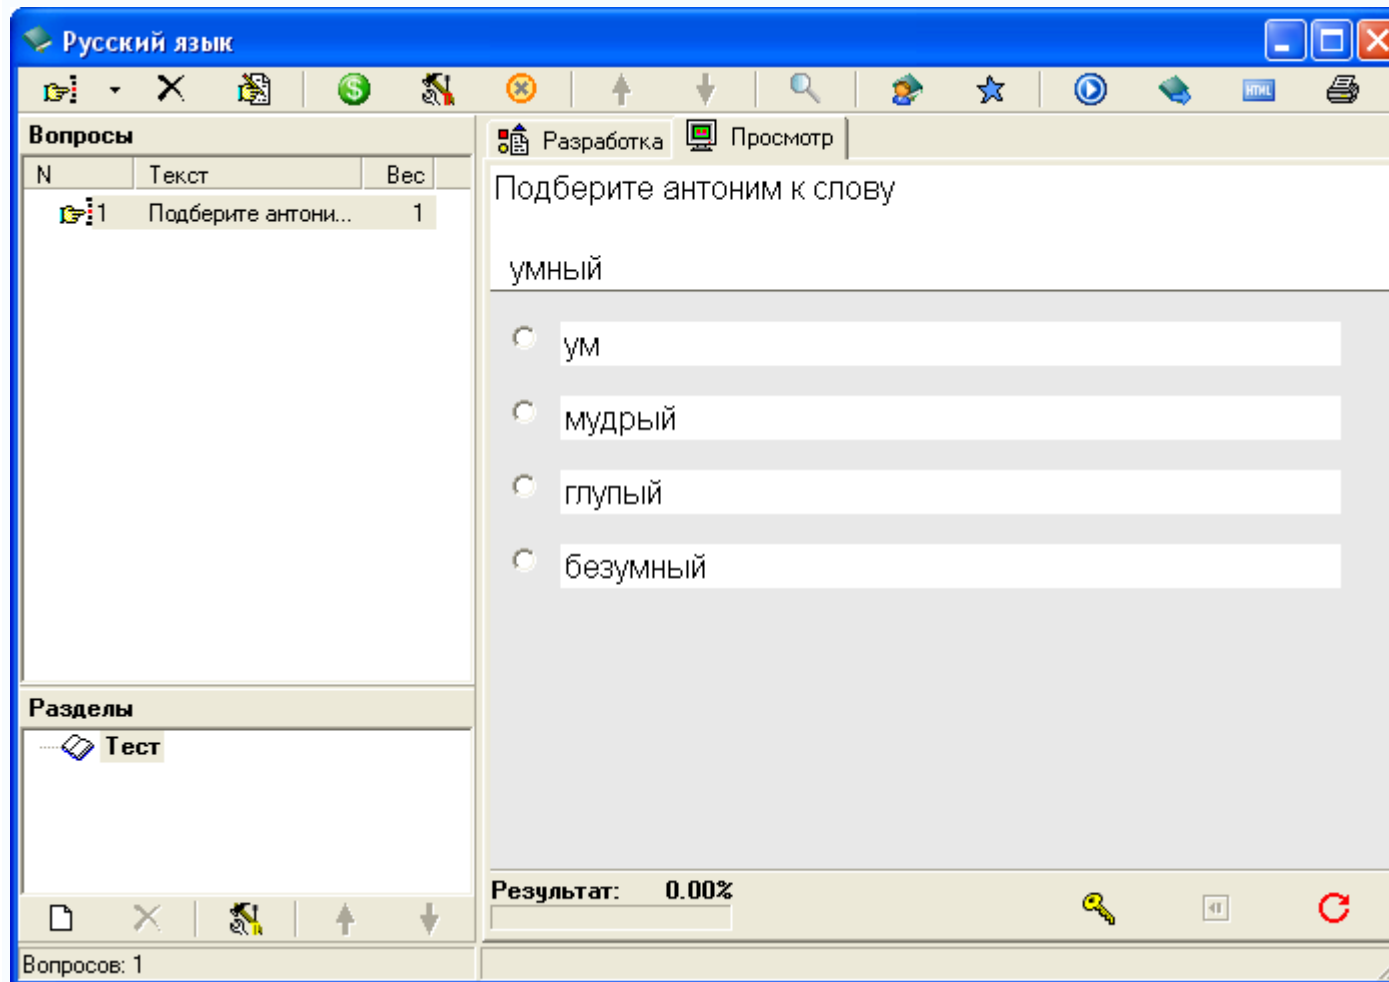 Русский язык
HTML
Вопросы
N Текст Вес
1 Подберите антони... 1
Разделы
Тест
Вопросов: 1
Разработка Просмотр
Подберите антоним к слову
умный
ум
мудрый
глупый
безумный
Результат: 0.00%